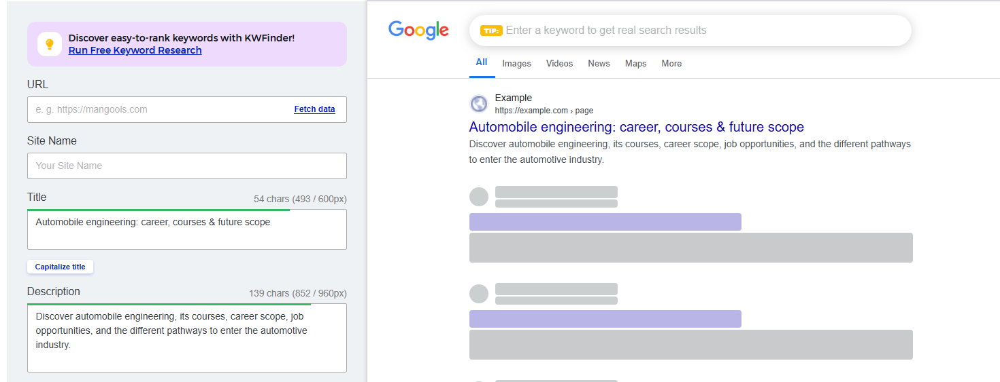 Discover easy-to-rank keywords with KWFinder!
Run Free Keyword Research
URL
e. g. https://mangools.com
Fetch data
Site Name
Your Site Name
Title
54 chars (493 / 600px)
Automobile engineering: career, courses & future scope
Capitalize title
Description
139 chars (852 / 960px)
Discover automobile engineering, its courses, career scope, job
opportunities, and the different pathways to enter the automotive
industry.
Google
TIP: Enter a keyword to get real search results
All Images Videos News Maps More
Example
https://example.com › page
Automobile engineering: career, courses & future scope
Discover automobile engineering, its courses, career scope, job opportunities, and the different pathways
to enter the automotive industry.